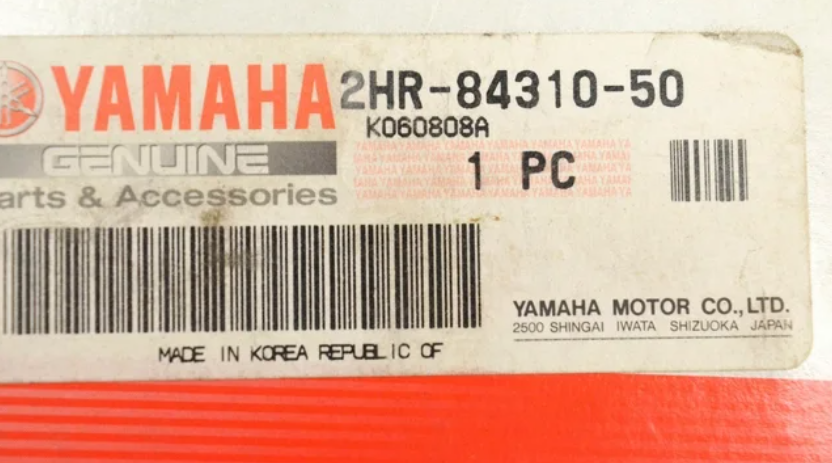 YAMAHA 2HR-84310-50
K060808A
GENUINE
arts & Accessories
1 PC
YAMAHA MOTOR CO.,LTD.
2500 SHINGAI IWATA SHIZUOKA JAPAN
MADE IN KOREA REPUBLIC OF